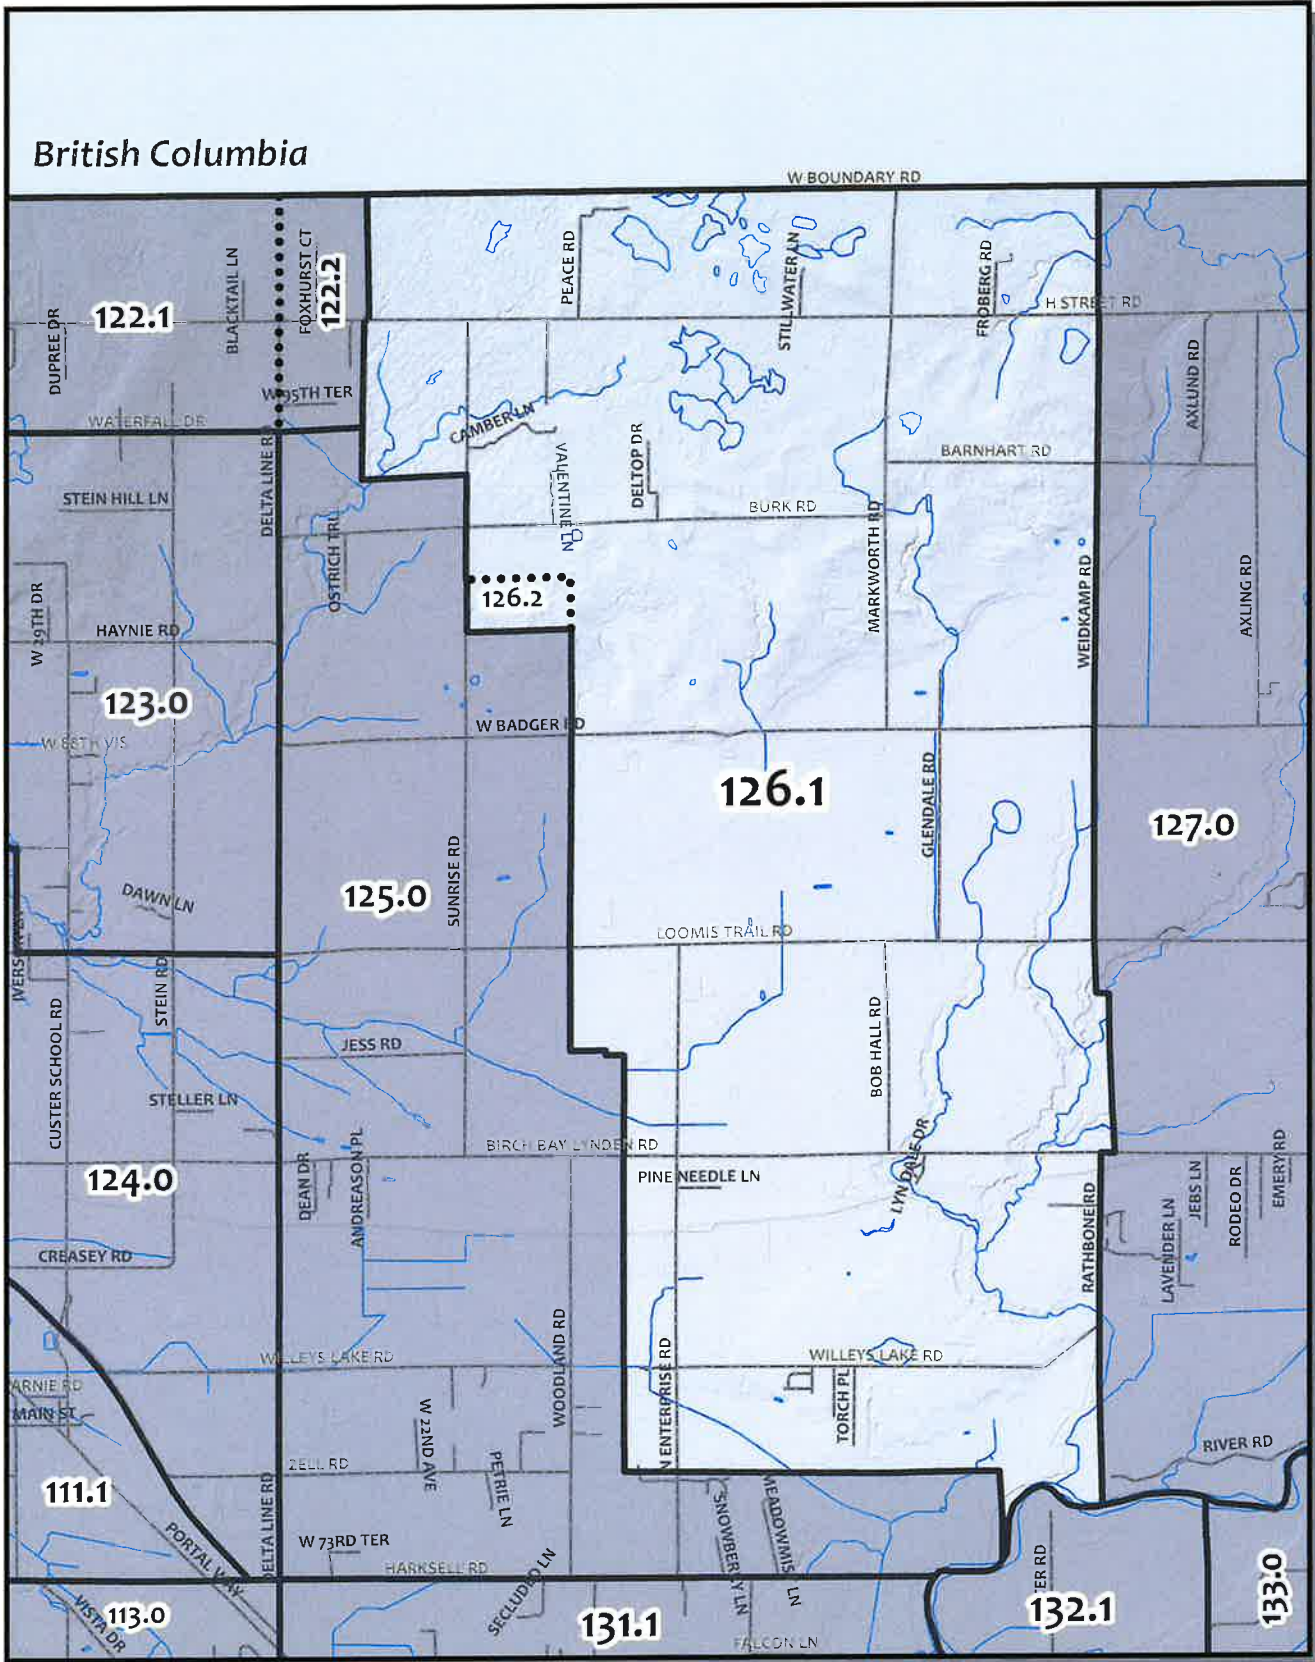 British Columbia
W BOUNDARY RD
BLACKTAIL LN
FOXHURST CT
122.2
PEACE RD
STILLWATER LN
FROBERG RD
H STREET RD
122.1
DUPREE DR
AXLUND RD
W 95TH TER
WATERFALL DR
CAMBER LN
DELTA LINE RD
VALENTINE LN
DELTOP DR
BARNHART RD
STEIN HILL LN
BURK RD
OSTRICH TRL
MARKWORTH RD
WEIDKAMP RD
AXLING RD
126.2
W 29TH DR
HAYNIE RD
123.0
W BADGER RD
W 88TH VIS
126.1
GLENDALE RD
127.0
SUNRISE RD
125.0
DAWN LN
LOOMIS TRAIL RD
STEIN RD
CUSTER SCHOOL RD
JESS RD
BOB HALL RD
STELLER LN
BIRCH BAY LYNDEN RD
LYNDALE DR
124.0
DEAN DR
ANDREASON PL
PINE NEEDLE LN
RATHBONE RD
LAVENDER LN
JEBS LN
RODEO DR
EMERY RD
CREASEY RD
WOODLAND RD
WILLEYS LAKE RD
WILLEYS LAKE RD
ARNIE RD
MAIN ST
N ENTERPRISE RD
TORCH PL
W 22ND AVE
RIVER RD
ZELL RD
PETRIE LN
111.1
DELTA LINE RD
SNOWBERRY LN
MEADOWMIST LN
PORTAL WAY
W 73RD TER
HARKSELL RD
SECLUDED LN
ER RD
133.0
VISTA DR
113.0
131.1
132.1
FALCON LN